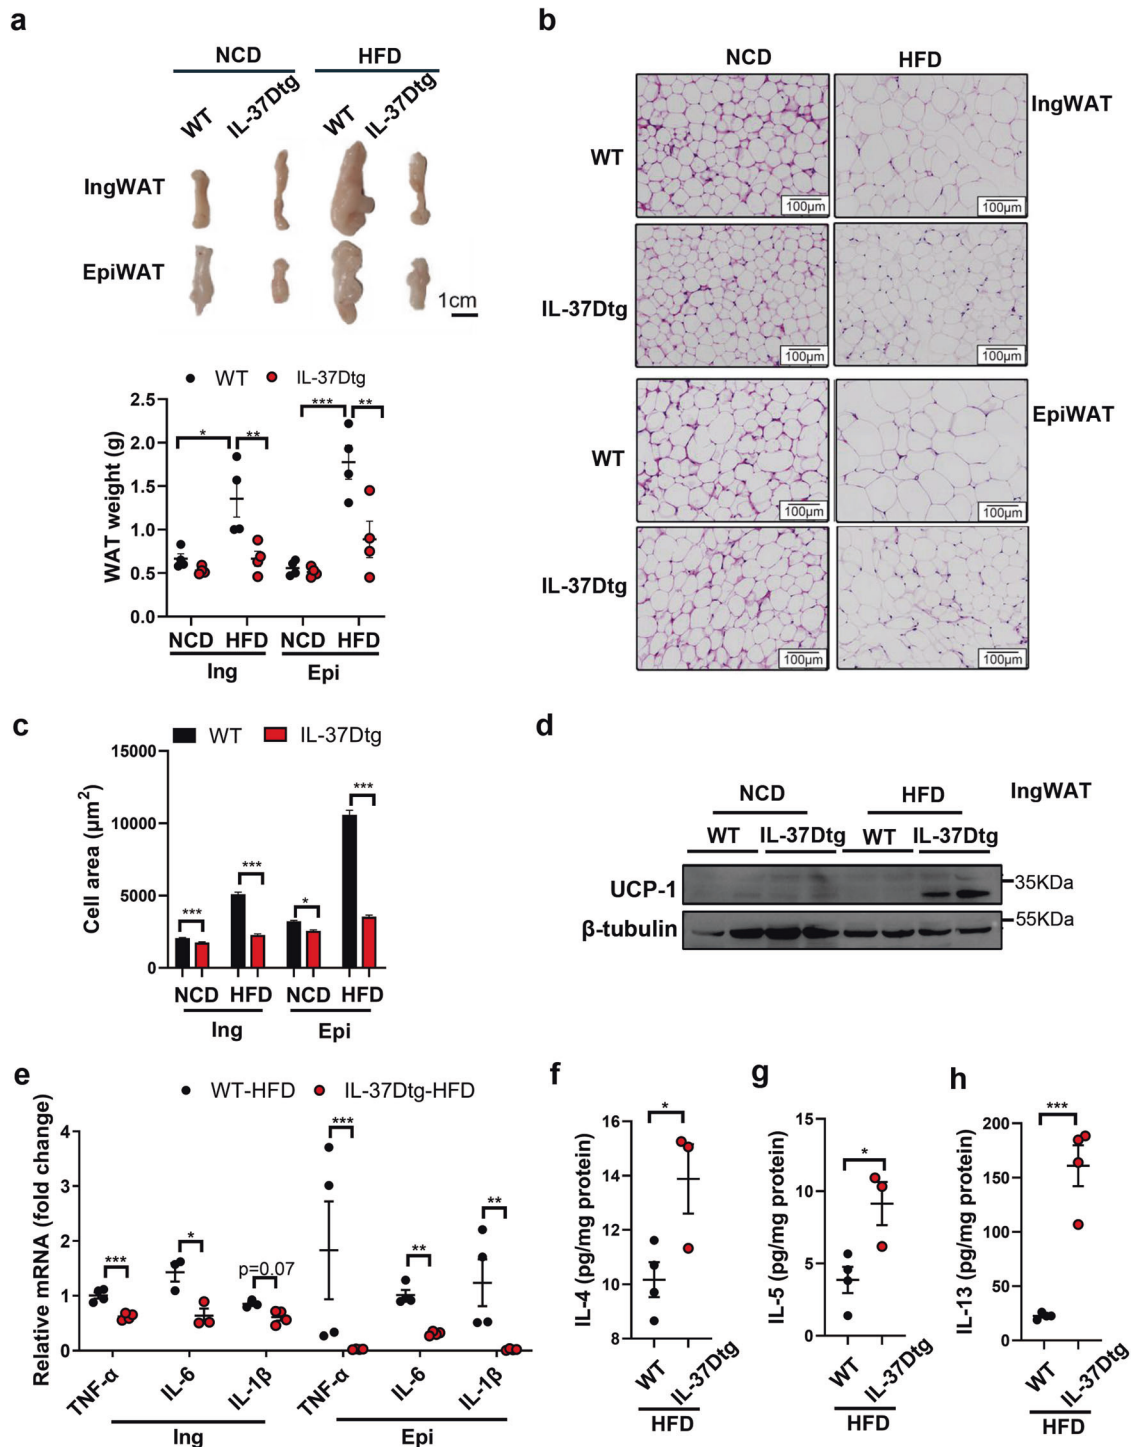 a
NCD HFD
WT IL-37Dtg WT IL-37Dtg
IngWAT
EpiWAT
1cm
WT IL-37Dtg
WAT weight (g)
2.5
2.0
1.5
1.0
0.5
0.0
* ** *** **
NCD HFD NCD HFD
Ing Epi
b
NCD HFD
WT
IL-37Dtg
WT
IL-37Dtg
IngWAT
EpiWAT
100μm 100μm
100μm 100μm
100μm 100μm
100μm 100μm
c
WT IL-37Dtg
Cell area (μm²)
15000
10000
5000
0
*** *** * ***
NCD HFD NCD HFD
Ing Epi
d
NCD HFD IngWAT
WT IL-37Dtg WT IL-37Dtg
UCP-1 35KDa
β-tubulin 55KDa
e
WT-HFD IL-37Dtg-HFD
Relative mRNA (fold change)
4
3
2
1
0
*** * p=0.07 *** ** **
TNF-α IL-6 IL-1β TNF-α IL-6 IL-1β
Ing Epi
f
IL-4 (pg/mg protein)
16
14
12
10
8
*
WT IL-37Dtg
HFD
g
IL-5 (pg/mg protein)
15
10
5
0
*
WT IL-37Dtg
HFD
h
IL-13 (pg/mg protein)
200
150
100
50
0
***
WT IL-37Dtg
HFD